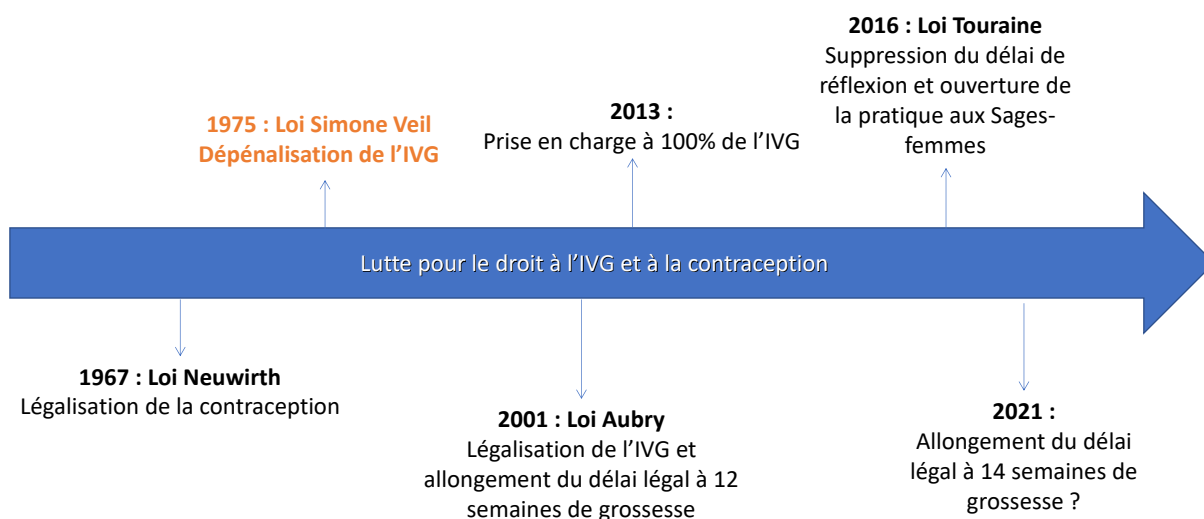 2016 : Loi Touraine
Suppression du délai de
réflexion et ouverture de
la pratique aux Sages-
femmes
2013 :
Prise en charge à 100% de l’IVG
1975 : Loi Simone Veil
Dépénalisation de l’IVG
Lutte pour le droit à l’IVG et à la contraception
1967 : Loi Neuwirth
Légalisation de la contraception
2001 : Loi Aubry
Légalisation de l’IVG et
allongement du délai légal à 12
semaines de grossesse
2021 :
Allongement du délai
légal à 14 semaines de
grossesse ?